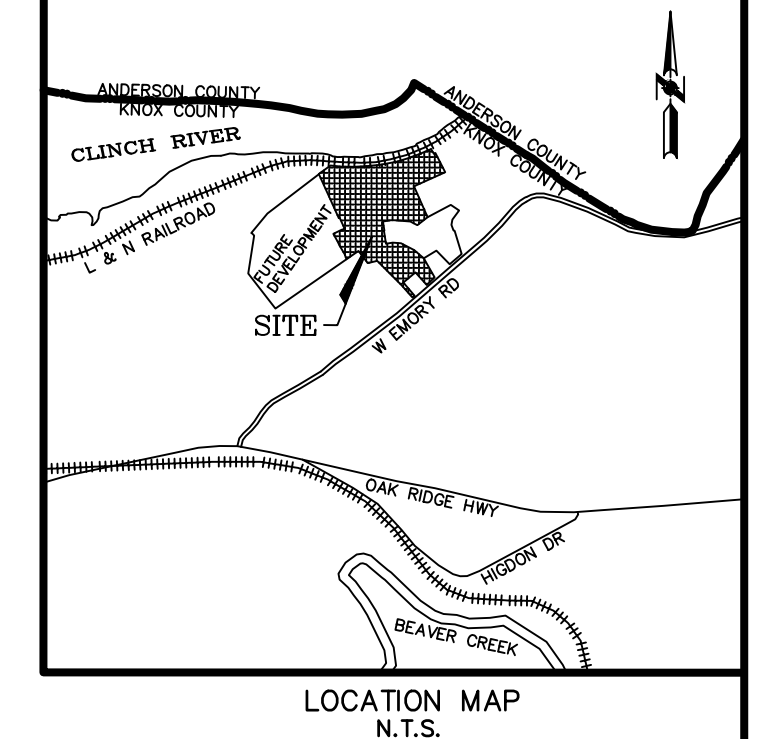 ANDERSON COUNTY
KNOX COUNTY
ANDERSON COUNTY
KNOX COUNTY
N
CLINCH RIVER
L & N RAILROAD
FUTURE
DEVELOPMENT
SITE
W EMORY RD
OAK RIDGE HWY
HIGDON DR
BEAVER CREEK
LOCATION MAP
N.T.S.